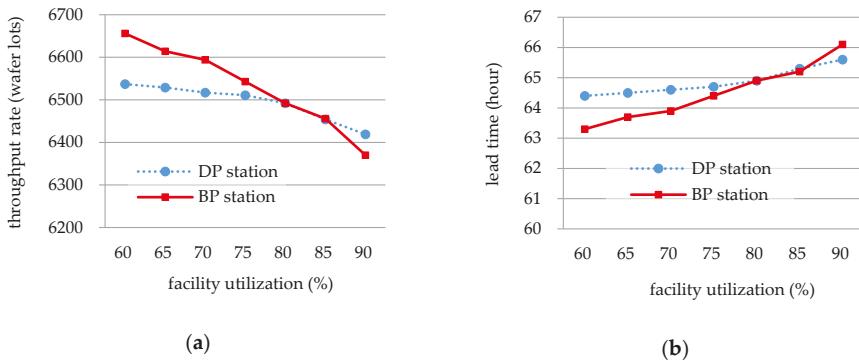 throughput rate (wafer lots)
6700
6600
6500
6400
6300
6200
DP station
BP station
60 65 70 75 80 85 90
facility utilization (%)
(a)
lead time (hour)
67
66
65
64
63
62
61
60
DP station
BP station
60 65 70 75 80 85 90
facility utilization (%)
(b)